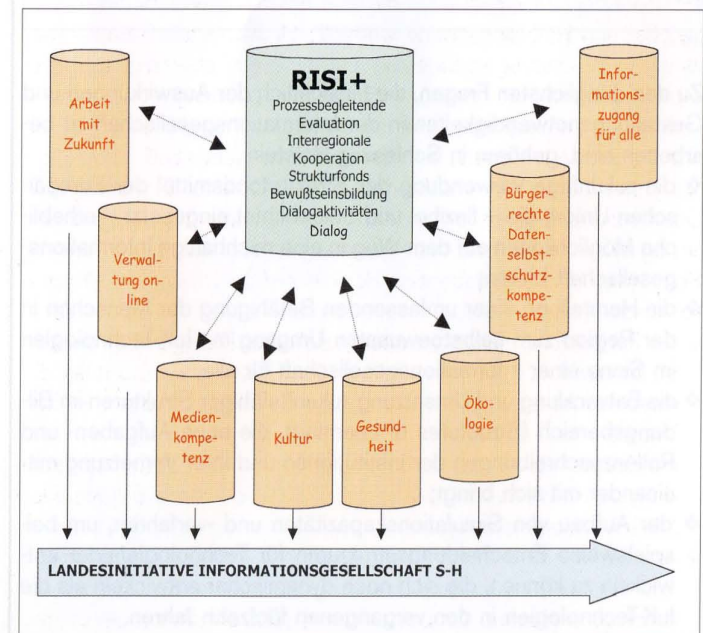 RISI+
Prozessbegleitende
Evaluation
Interregionale
Kooperation
Strukturfonds
Bewußtseinsbildung
Dialogaktivitäten
Dialog
Arbeit
mit
Zukunft
Verwal-
tung on-
line
Medien-
kompe-
tenz
Kultur
Gesund-
heit
Öko-
logie
Bürger-
rechte
Daten-
selbst-
schutz-
kompe
tenz
Infor-
mations-
zugang
für alle
LANDESINITIATIVE INFORMATIONSGESELLSCHAFT S-H